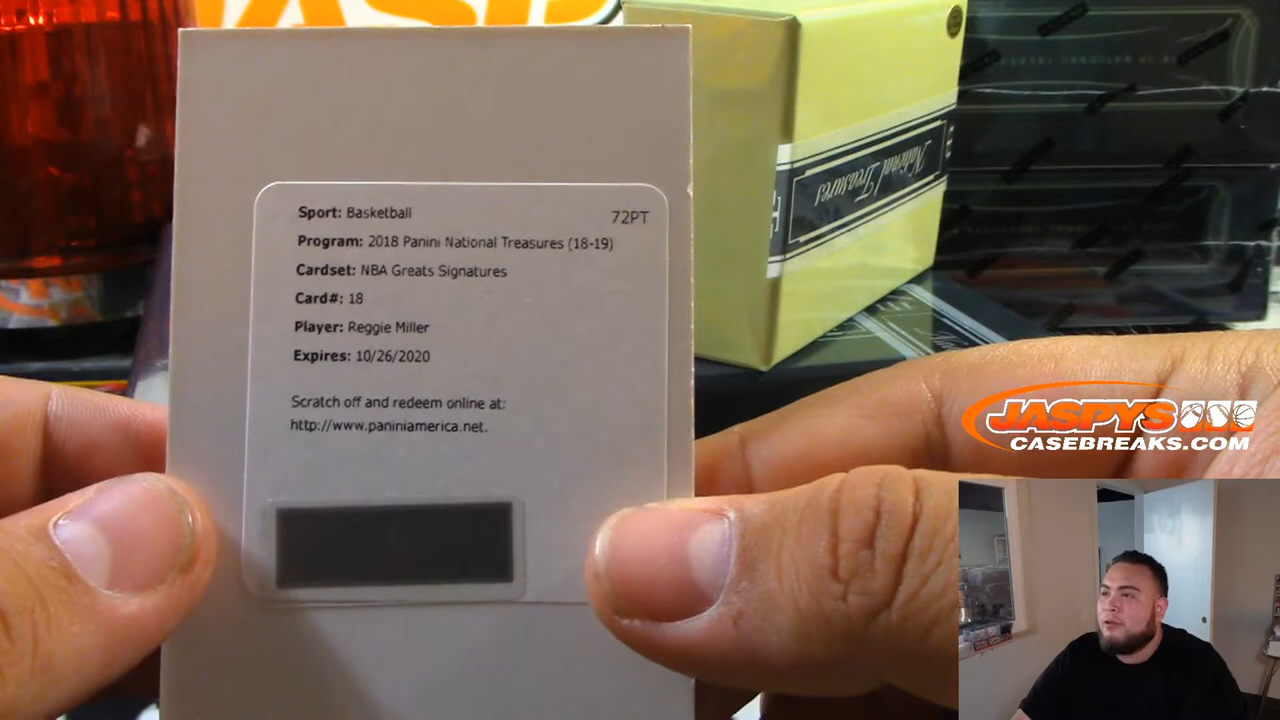 JASP
Sport: Basketball
72PT
Program: 2018 Panini National Treasures (18-19)
Cardset: NBA Greats Signatures
Card#: 18
Player: Reggie Miller
Expires: 10/26/2020
Scratch off and redeem online at:
http://www.paniniamerica.net.
National Treasures
JASPYS
CASEBREAKS.COM